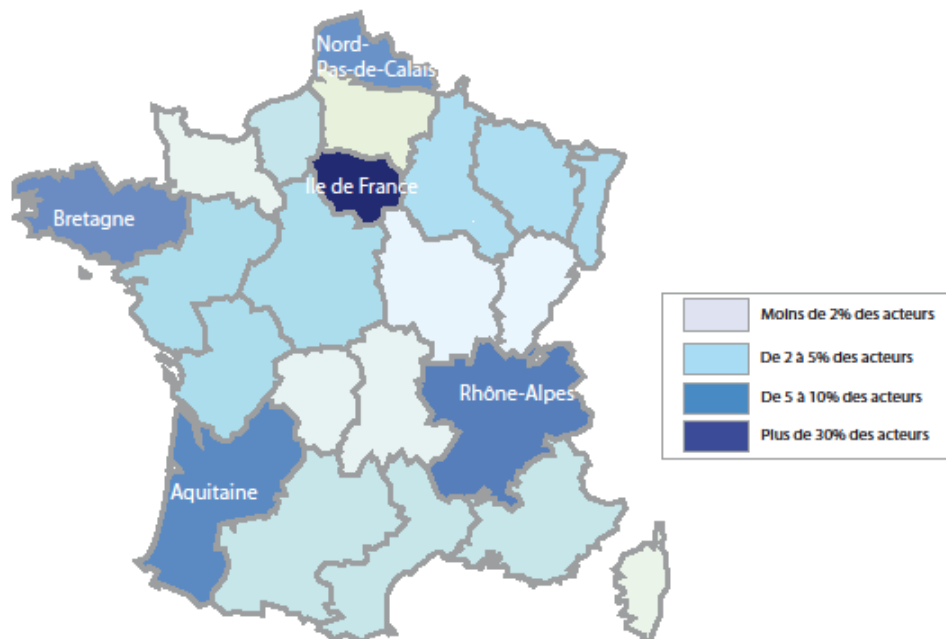 Nord-
Pas-de-Calais
Ile de France
Bretagne
Rhône-Alpes
Aquitaine
Moins de 2% des acteurs
De 2 à 5% des acteurs
De 5 à 10% des acteurs
Plus de 30% des acteurs